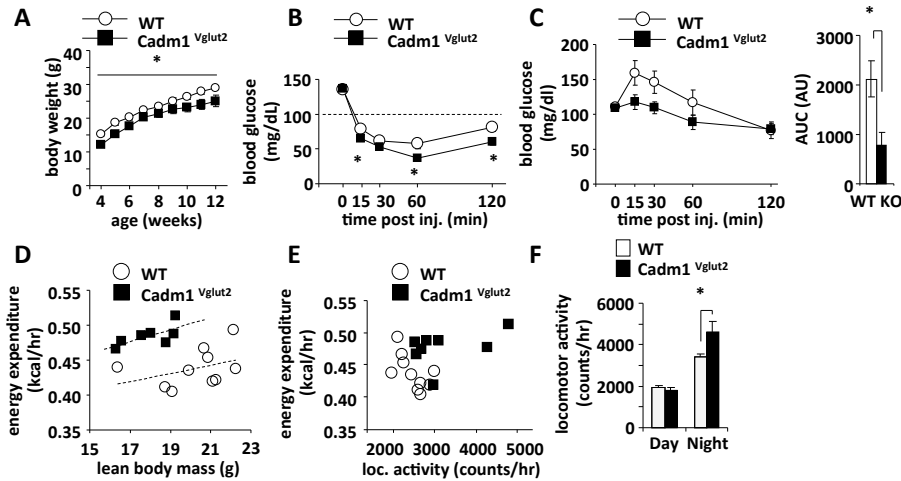 A
WT
Cadm1 Vglut2
body weight (g)
40
30
20
10
0
*
4 6 8 10 12
age (weeks)
B
WT
Cadm1 Vglut2
blood glucose
(mg/dL)
200
150
100
50
0
* * *
0 15 30 60 120
time post inj. (min)
C
WT
Cadm1 Vglut2
blood glucose
(mg/dl)
200
150
100
50
0
0 15 30 60 120
time post inj. (min)
*
AUC (AU)
3000
2000
1000
0
WT KO
D
WT
Cadm1 Vglut2
energy expenditure
(kcal/hr)
0.55
0.50
0.45
0.40
0.35
15 17 19 21 23
lean body mass (g)
E
WT
Cadm1 Vglut2
energy expenditure
(kcal/hr)
0.55
0.50
0.45
0.40
0.35
2000 3000 4000 5000
loc. activity (counts/hr)
F
WT
Cadm1 Vglut2
*
locomotor activity
(counts/hr)
6000
4000
2000
0
Day Night